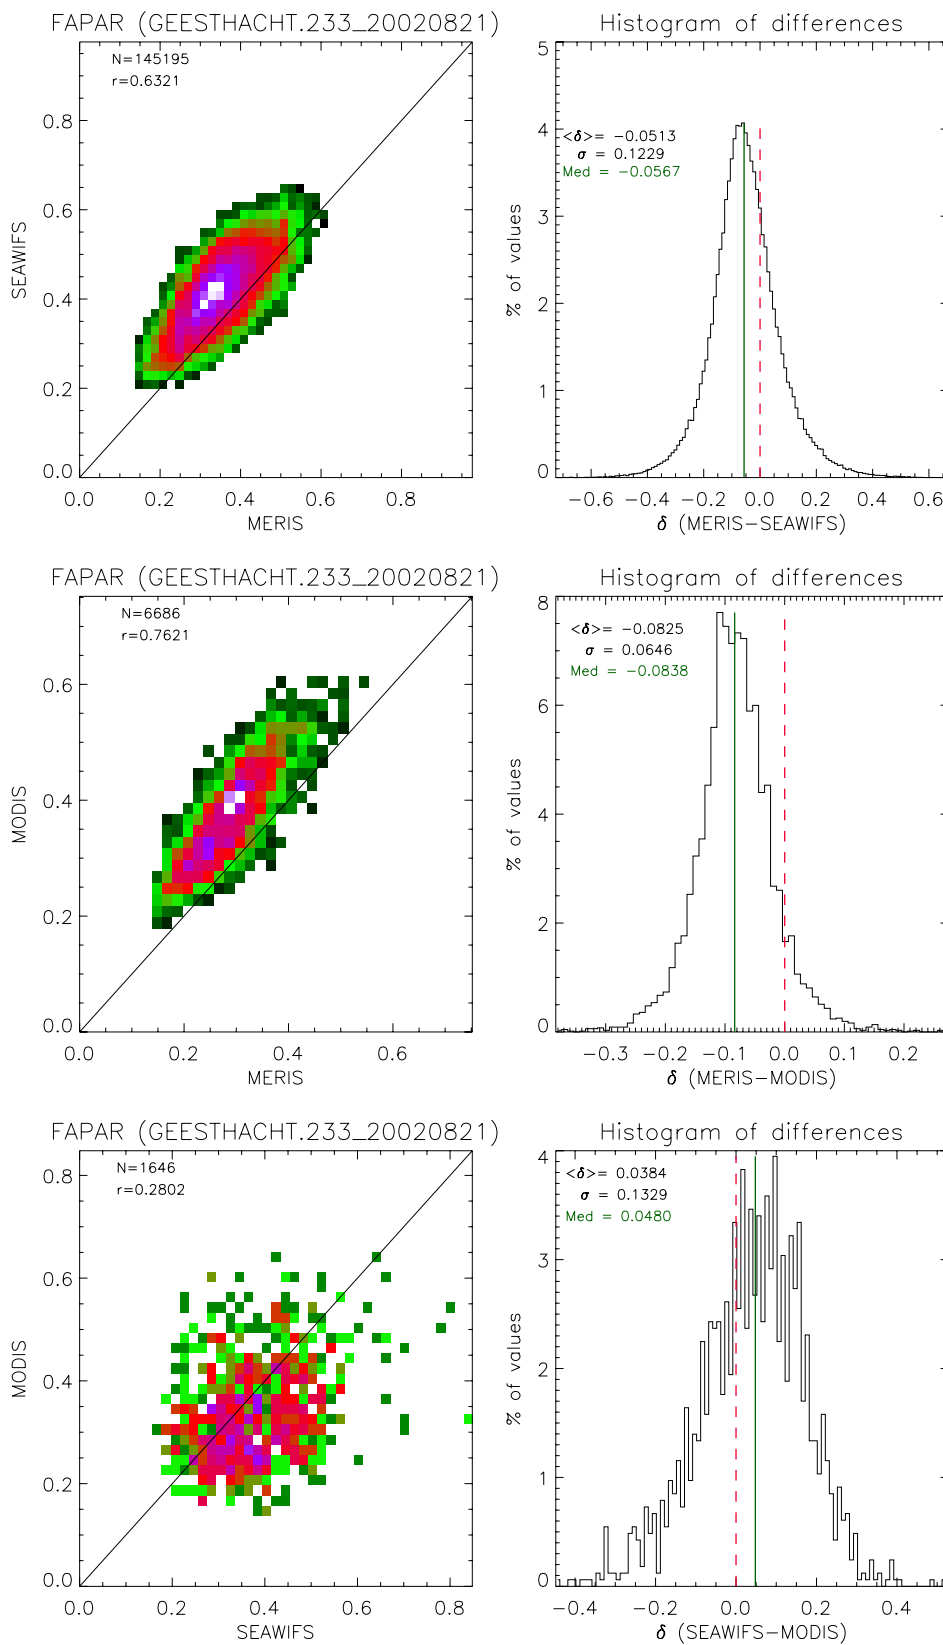 FAPAR (GEESTHACHT.233_20020821)
N=145195
r=0.6321
SEAWIFS
0.8
0.6
0.4
0.2
0.0
0.0 0.2 0.4 0.6 0.8
MERIS
Histogram of differences
5
4
3
2
1
0
% of values
<δ>= -0.0513
σ = 0.1229
Med = -0.0567
-0.6 -0.4 -0.2 0.0 0.2 0.4 0.6
δ (MERIS-SEAWIFS)
FAPAR (GEESTHACHT.233_20020821)
N=6686
r=0.7621
MODIS
0.6
0.4
0.2
0.0
0.0 0.2 0.4 0.6
MERIS
Histogram of differences
8
6
4
2
0
% of values
<δ>= -0.0825
σ = 0.0646
Med = -0.0838
-0.3 -0.2 -0.1 0.0 0.1 0.2
δ (MERIS-MODIS)
FAPAR (GEESTHACHT.233_20020821)
N=1646
r=0.2802
MODIS
0.8
0.6
0.4
0.2
0.0
0.0 0.2 0.4 0.6 0.8
SEAWIFS
Histogram of differences
4
3
2
1
0
% of values
<δ>= 0.0384
σ = 0.1329
Med = 0.0480
-0.4 -0.2 0.0 0.2 0.4
δ (SEAWIFS-MODIS)